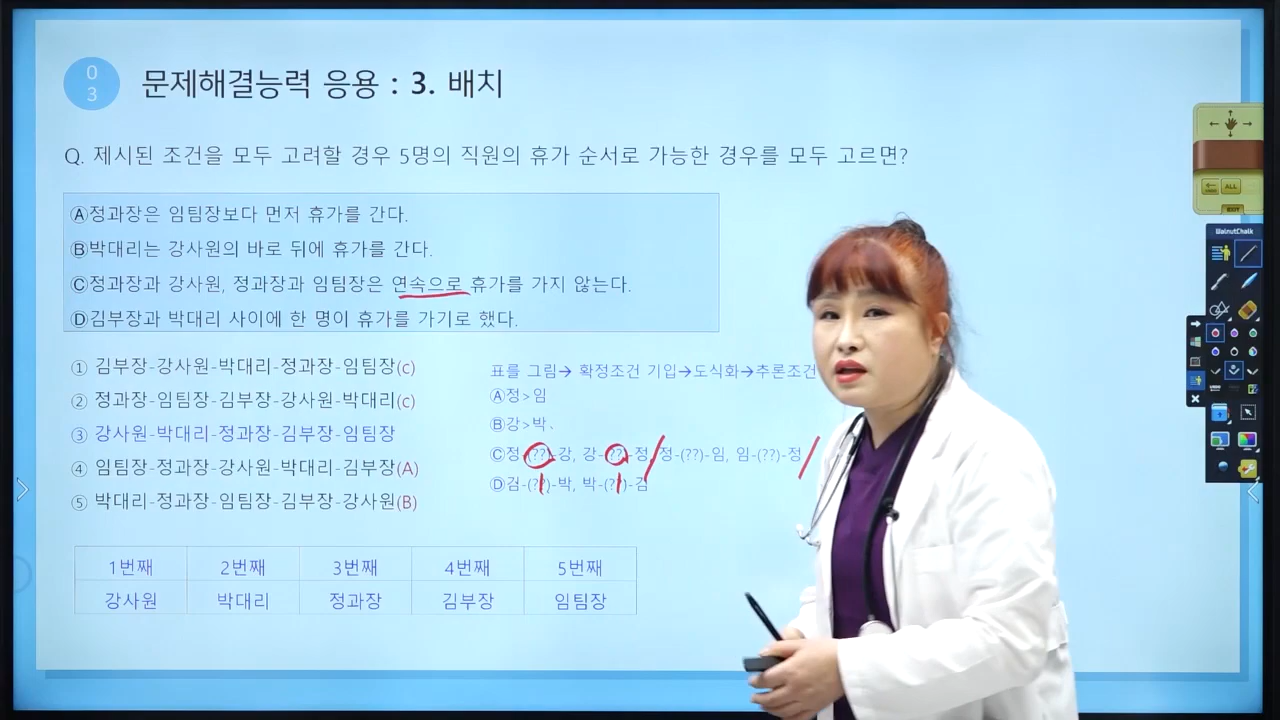 0
3
문제해결능력 응용 : 3. 배치
Q. 제시된 조건을 모두 고려할 경우 5명의 직원의 휴가 순서로 가능한 경우를 모두 고르면?
Ⓐ정과장은 임팀장보다 먼저 휴가를 간다.
Ⓑ박대리는 강사원의 바로 뒤에 휴가를 간다.
Ⓒ정과장과 강사원, 정과장과 임팀장은 연속으로 휴가를 가지 않는다.
Ⓓ김부장과 박대리 사이에 한 명이 휴가를 가기로 했다.
① 김부장-강사원-박대리-정과장-임팀장(c)
② 정과장-임팀장-김부장-강사원-박대리(c)
③ 강사원-박대리-정과장-김부장-임팀장
④ 임팀장-정과장-강사원-박대리-김부장(A)
⑤ 박대리-정과장-임팀장-김부장-강사원(B)
표를 그림→ 확정조건 기입→도식화→추론조건
Ⓐ정>임
Ⓑ강>박
Ⓒ정-(??)-강, 강-(??)-정, 정-(??)-임, 임-(??)-정
Ⓓ김-(?)-박, 박-(?)-김
1번째 2번째 3번째 4번째 5번째
강사원 박대리 정과장 김부장 임팀장
WalnutChalk
ALL
EXIT